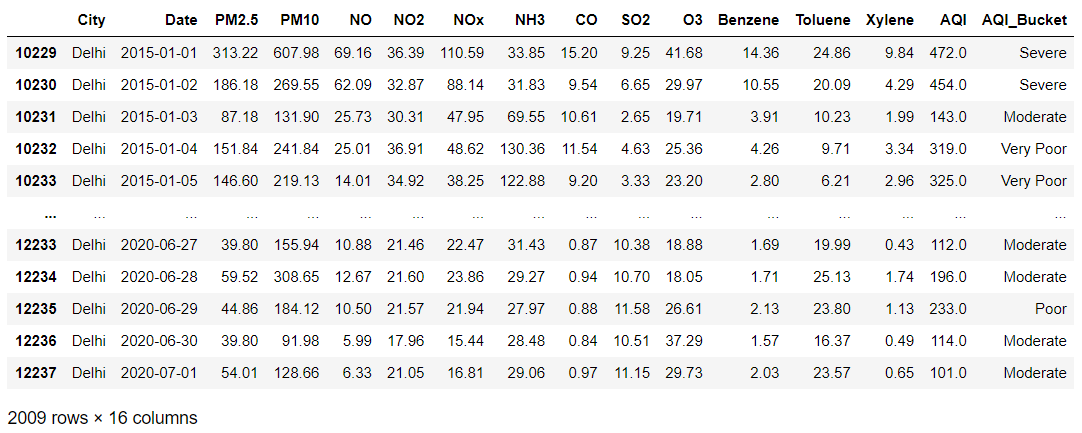 City Date PM2.5 PM10 NO NO2 NOx NH3 CO SO2 O3 Benzene Toluene Xylene AQI AQI_Bucket
10229 Delhi 2015-01-01 313.22 607.98 69.16 36.39 110.59 33.85 15.20 9.25 41.68 14.36 24.86 9.84 472.0 Severe
10230 Delhi 2015-01-02 186.18 269.55 62.09 32.87 88.14 31.83 9.54 6.65 29.97 10.55 20.09 4.29 454.0 Severe
10231 Delhi 2015-01-03 87.18 131.90 25.73 30.31 47.95 69.55 10.61 2.65 19.71 3.91 10.23 1.99 143.0 Moderate
10232 Delhi 2015-01-04 151.84 241.84 25.01 36.91 48.62 130.36 11.54 4.63 25.36 4.26 9.71 3.34 319.0 Very Poor
10233 Delhi 2015-01-05 146.60 219.13 14.01 34.92 38.25 122.88 9.20 3.33 23.20 2.80 6.21 2.96 325.0 Very Poor
... ... ... ... ... ... ... ... ... ... ... ... ... ... ... ... ...
12233 Delhi 2020-06-27 39.80 155.94 10.88 21.46 22.47 31.43 0.87 10.38 18.88 1.69 19.99 0.43 112.0 Moderate
12234 Delhi 2020-06-28 59.52 308.65 12.67 21.60 23.86 29.27 0.94 10.70 18.05 1.71 25.13 1.74 196.0 Moderate
12235 Delhi 2020-06-29 44.86 184.12 10.50 21.57 21.94 27.97 0.88 11.58 26.61 2.13 23.80 1.13 233.0 Poor
12236 Delhi 2020-06-30 39.80 91.98 5.99 17.96 15.44 28.48 0.84 10.51 37.29 1.57 16.37 0.49 114.0 Moderate
12237 Delhi 2020-07-01 54.01 128.66 6.33 21.05 16.81 29.06 0.97 11.15 29.73 2.03 23.57 0.65 101.0 Moderate
2009 rows × 16 columns